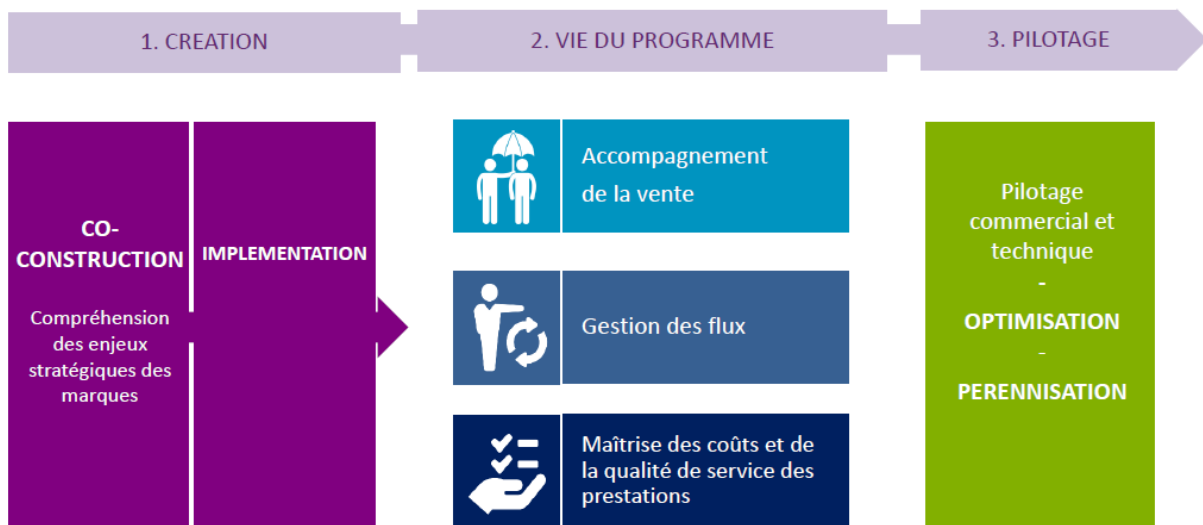 1. CREATION
2. VIE DU PROGRAMME
3. PILOTAGE
CO-
CONSTRUCTION
Compréhension
des enjeux
stratégiques des
marques
IMPLEMENTATION
Accompagnement
de la vente
Gestion des flux
Maîtrise des coûts et de
la qualité de service des
prestations
Pilotage
commercial et
technique
-
OPTIMISATION
-
PERENNISATION